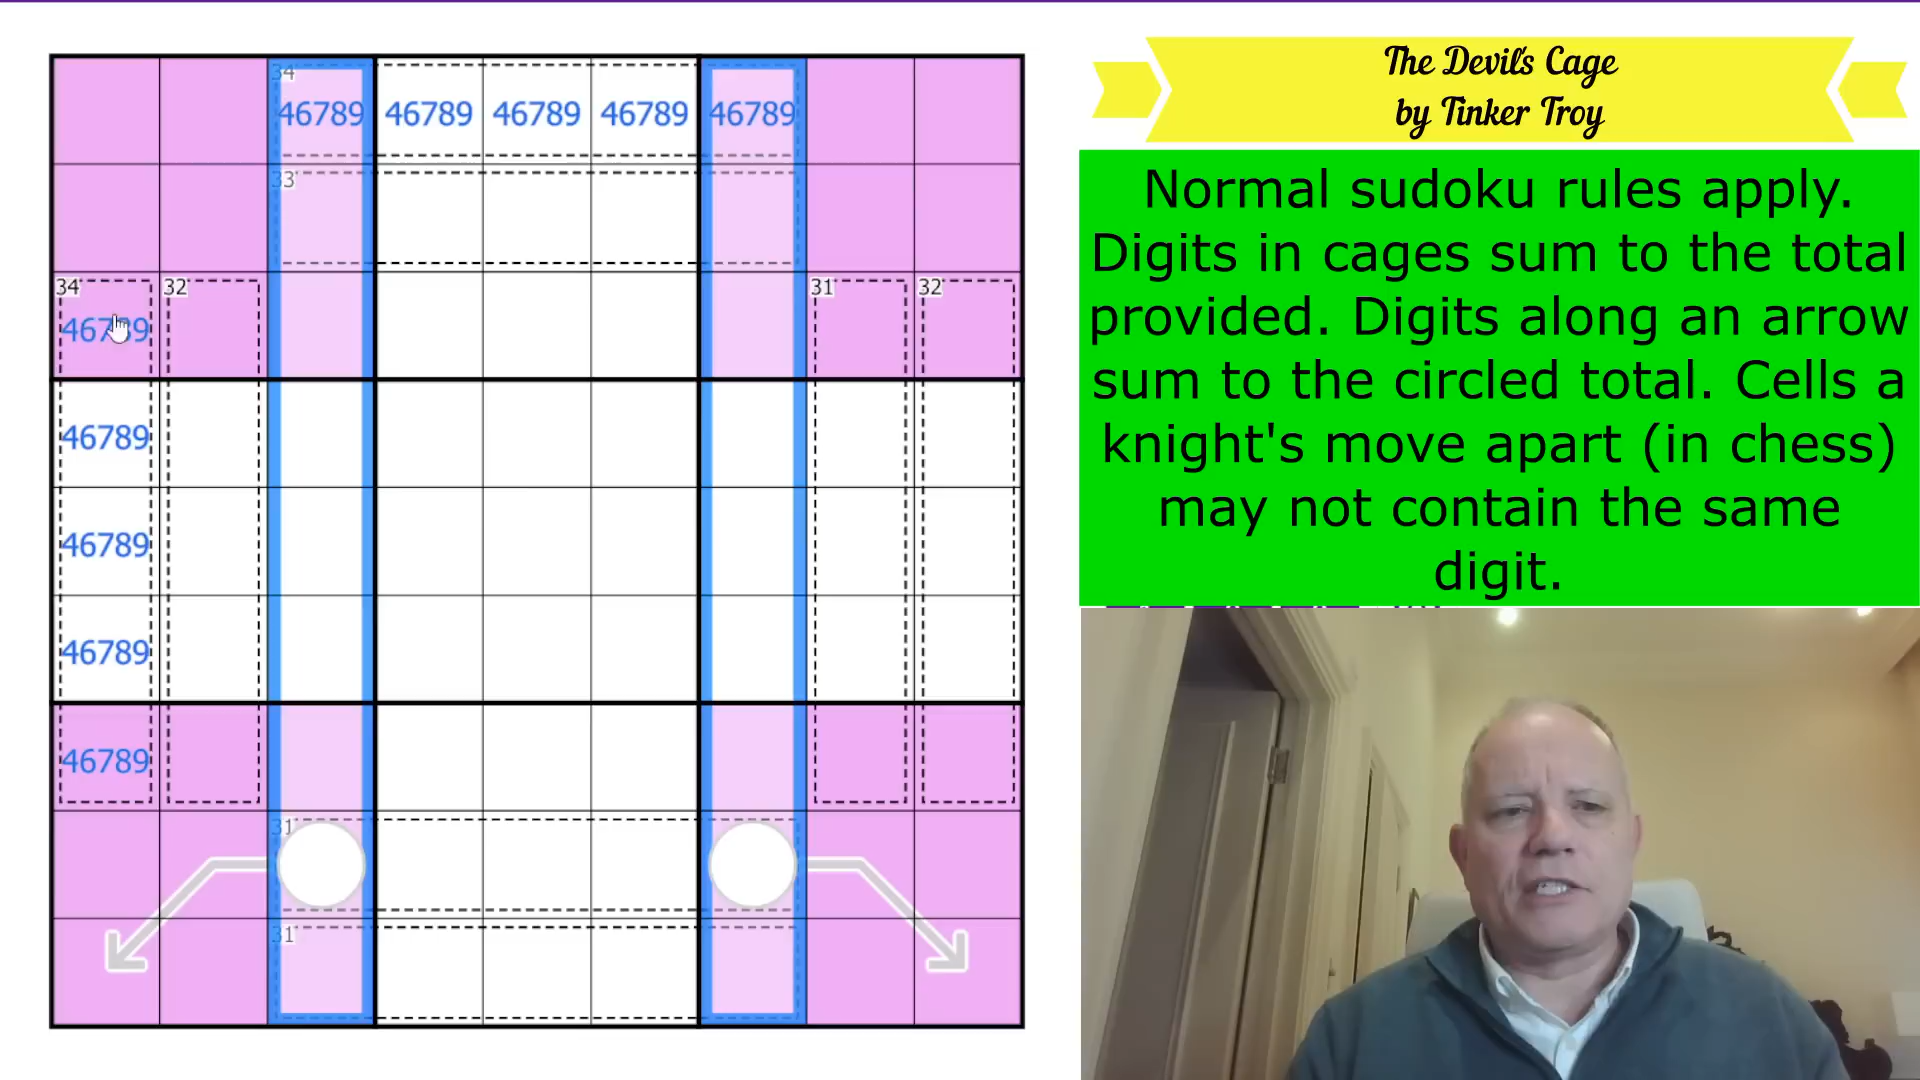 The Devil's Cage
by Tinker Troy
Normal sudoku rules apply.
Digits in cages sum to the total
provided. Digits along an arrow
sum to the circled total. Cells a
knight's move apart (in chess)
may not contain the same
digit.
34
46789 46789 46789 46789 46789
33
34 32 31 32
46789
46789
46789
46789
46789
31
31